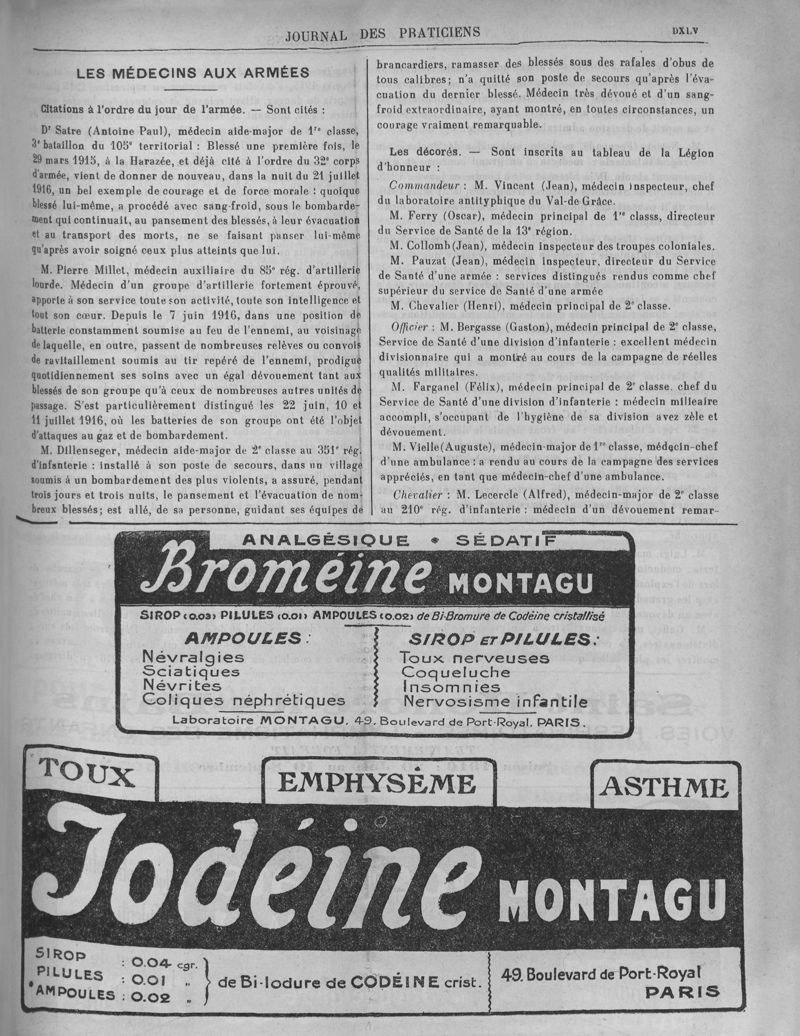 JOURNAL DES PRATICIENS
DXLV
LES MÉDECINS AUX ARMÉES
Citations à l'ordre du jour de l'armée. — Sont cités :
Dr Satre (Antoine Paul), médecin aide-major de 1re classe,
3e bataillon du 105e territorial : Blessé une première fois, le
29 mars 1915, à la Harazée, et déjà cité à l'ordre du 32e corps
d'armée, vient de donner de nouveau, dans la nuit du 21 juillet
1916, un bel exemple de courage et de force morale : quoique
blessé lui-même, a procédé avec sang-froid, sous le bombarde-
ment qui continuait, au pansement des blessés, à leur évacuation
et au transport des morts, ne se faisant panser lui-même
qu'après avoir soigné ceux plus atteints que lui.
M. Pierre Millet, médecin auxiliaire du 85e rég. d'artillerie
lourde. Médecin d'un groupe d'artillerie fortement éprouvé,
apporte à son service toute son activité, toute son intelligence et
tout son cœur. Depuis le 7 juin 1916, dans une position de
batterie constamment soumise au feu de l'ennemi, au voisinage
de laquelle, en outre, passent de nombreuses relèves ou convois
de ravitaillement soumis au tir repéré de l'ennemi, prodigue
quotidiennement ses soins avec un égal dévouement tant aux
blessés de son groupe qu'à ceux de nombreuses autres unités de
passage. S'est particulièrement distingué les 22 juin, 10 et
11 juillet 1916, où les batteries de son groupe ont été l'objet
d'attaques au gaz et de bombardement.
M. Dillenseger, médecin aide-major de 2e classe au 351e rég.
d'infanterie : installé à son poste de secours, dans un village
soumis à un bombardement des plus violents, a assuré, pendant
trois jours et trois nuits, le pansement et l'évacuation de nom-
breux blessés; est allé, de sa personne, guidant ses équipes de
brancardiers, ramasser des blessés sous des rafales d'obus de
tous calibres; n'a quitté son poste de secours qu'après l'éva-
cuation du dernier blessé. Médecin très dévoué et d'un sang-
froid extraordinaire, ayant montré, en toutes circonstances, un
courage vraiment remarquable.
Les décorés. — Sont inscrits au tableau de la Légion
d'honneur :
Commandeur : M. Vincent (Jean), médecin inspecteur, chef
du laboratoire antityphique du Val-de Grâce.
M. Ferry (Oscar), médecin principal de 1re classs, directeur
du Service de Santé de la 13e région.
M. Collomb (Jean), médecin inspecteur des troupes coloniales.
M. Pauzat (Jean), médecin inspecteur, directeur du Service
de Santé d'une armée : services distingués rendus comme chef
supérieur du service de Santé d'une armée
M. Chevalier (Henri), médecin principal de 2e classe.
Officier : M. Bergasse (Gaston), médecin principal de 2e classe,
Service de Santé d'une division d'infanterie : excellent médecin
divisionnaire qui a montré au cours de la campagne de réelles
qualités militaires.
M. Farganel (Félix), médecin principal de 2e classe. chef du
Service de Santé d'une division d'infanterie : médecin milieaire
accompli, s'occupant de l'hygiène de sa division avez zèle et
dévouement.
M. Vielle (Auguste), médecin-major de 1re classe, médecin-chef
d'une ambulance : a rendu au cours de la campagne des services
appréciés, en tant que médecin-chef d'une ambulance.
Chevalier : M. Lecercle (Alfred), médecin-major de 2e classe
au 210e rég. d'infanterie : médecin d'un dévouement remar-
ANALGÉSIQUE * SÉDATIF
Broméine MONTAGU
SIROP (0.03) PILULES (0.01) AMPOULES (0.02) de Bi-Bromure de Codéine cristallisé
AMPOULES :
Névralgies
Sciatiques
Névrites
Coliques néphrétiques
SIROP ET PILULES :
Toux nerveuses
Coqueluche
Insomnies
Nervosisme infantile
Laboratoire MONTAGU, 49, Boulevard de Port-Royal, PARIS.
TOUX
EMPHYSÈME
ASTHME
Iodéine MONTAGU
SIROP : 0.04 cgr.
PILULES : 0.01 "
AMPOULES : 0.02 "
de Bi-Iodure de CODÉINE crist.
49, Boulevard de Port-Royal
PARIS